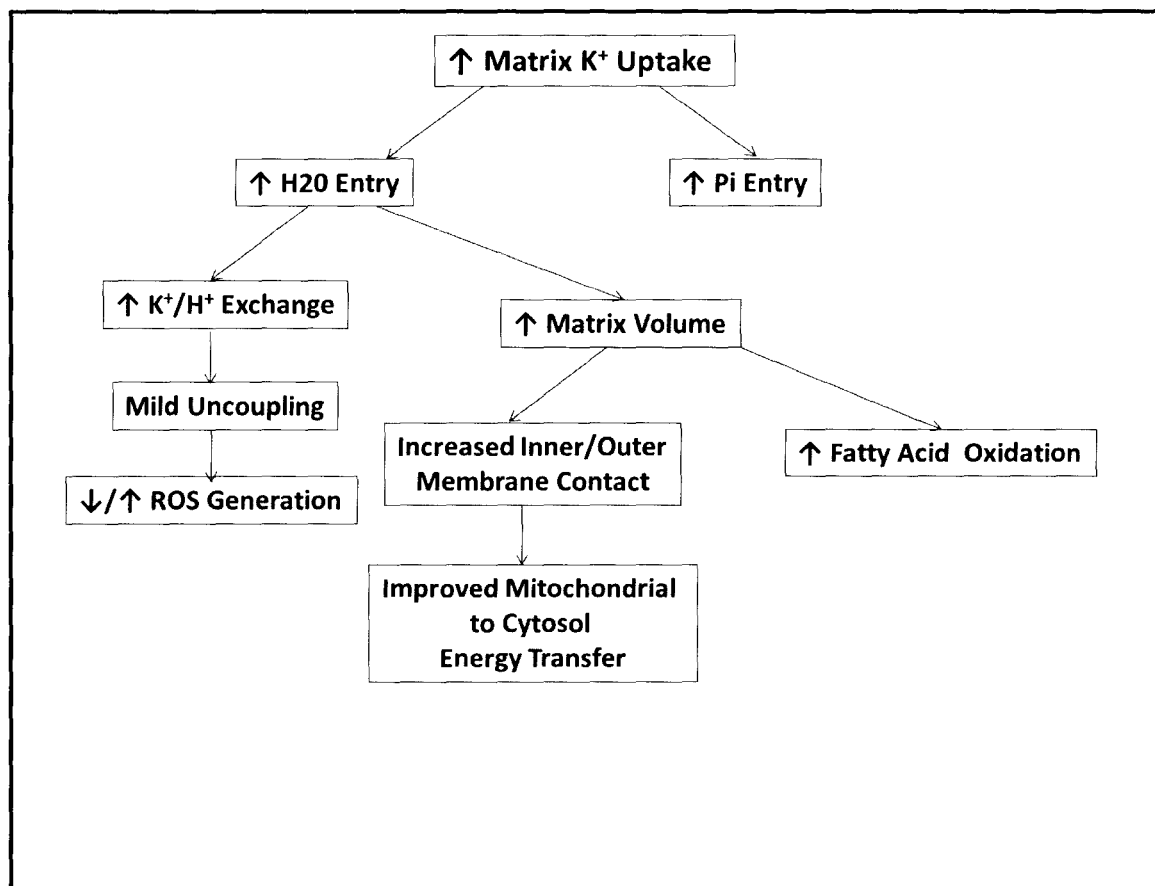 ↑ Matrix K⁺ Uptake
↑ H20 Entry
↑ Pi Entry
↑ K⁺/H⁺ Exchange
↑ Matrix Volume
Mild Uncoupling
Increased Inner/Outer
Membrane Contact
↑ Fatty Acid Oxidation
↓/↑ ROS Generation
Improved Mitochondrial
to Cytosol
Energy Transfer